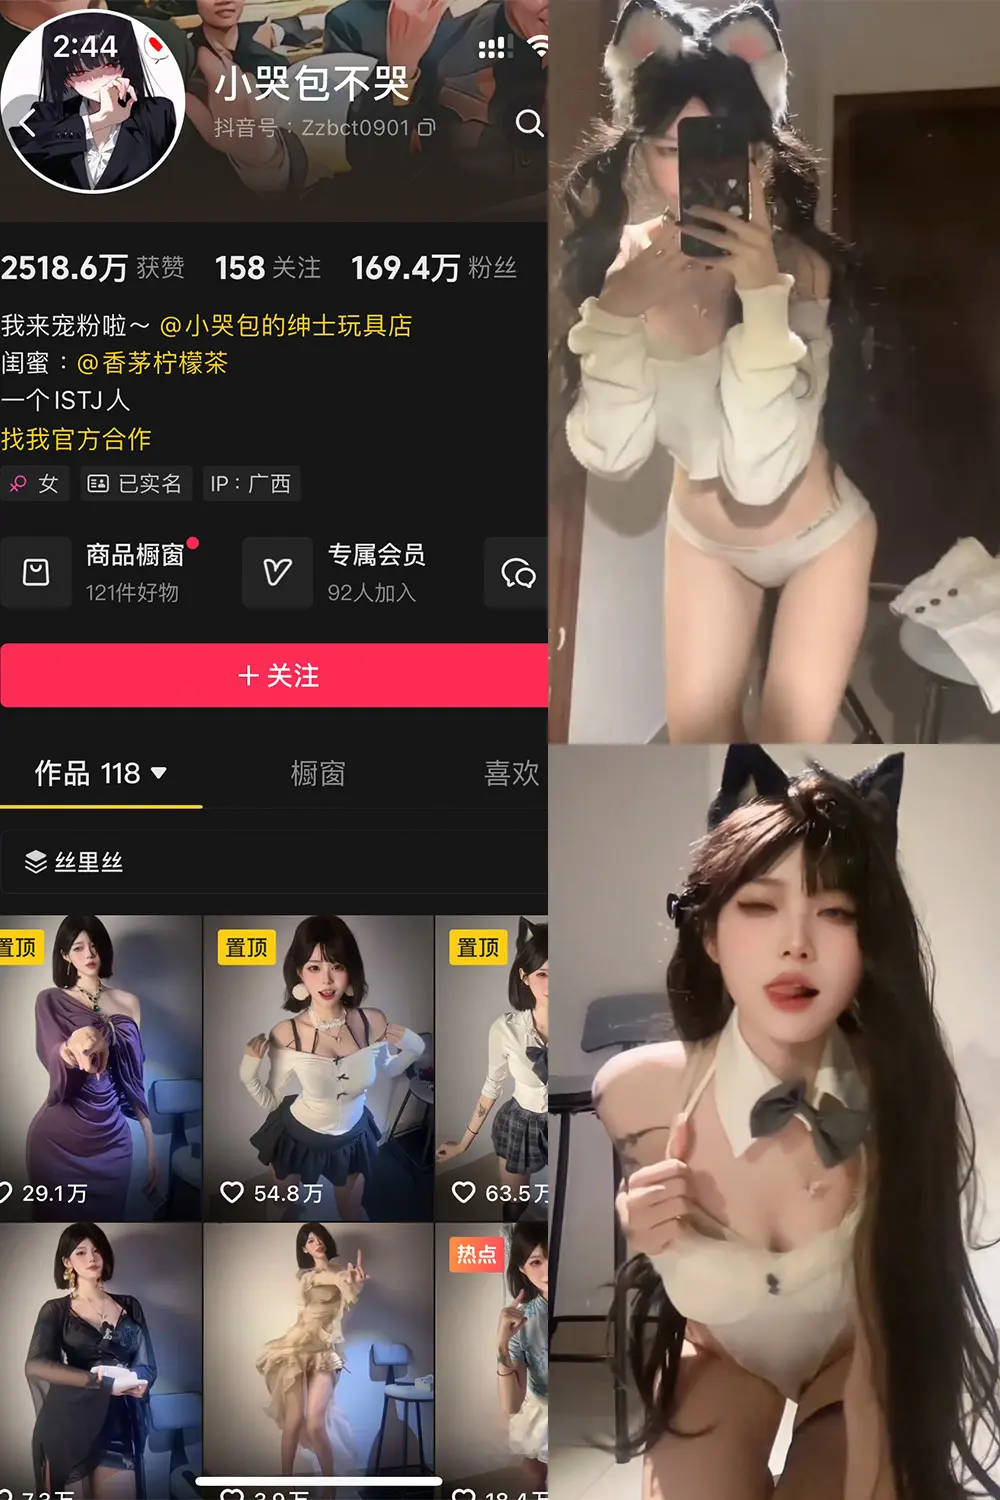 2:44
小哭包不哭
抖音号：Zzbct0901
2518.6万 获赞 158 关注 169.4万 粉丝
我来宠粉啦～ @小哭包的绅士玩具店
闺蜜：@香茅柠檬茶
一个ISTJ人
找我官方合作
女 已实名 IP：广西
商品橱窗 专属会员
121件好物 92人加入
+ 关注
作品 118 橱窗 喜欢
丝里丝
置顶 置顶 置顶
29.1万 54.8万 63.5万
热点
7.3万 3.9万 18.4万